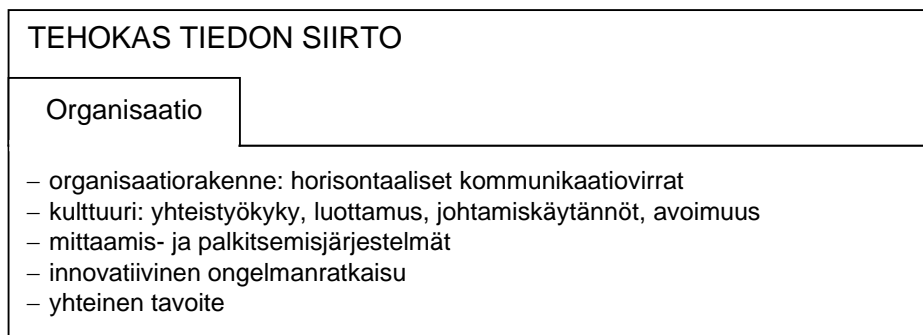 TEHOKAS TIEDON SIIRTO
Organisaatio
– organisaatiorakenne: horisontaaliset kommunikaatiovirrat
– kulttuuri: yhteistyökyky, luottamus, johtamiskäytännöt, avoimuus
– mittaamis- ja palkitsemisjärjestelmät
– innovatiivinen ongelmanratkaisu
– yhteinen tavoite